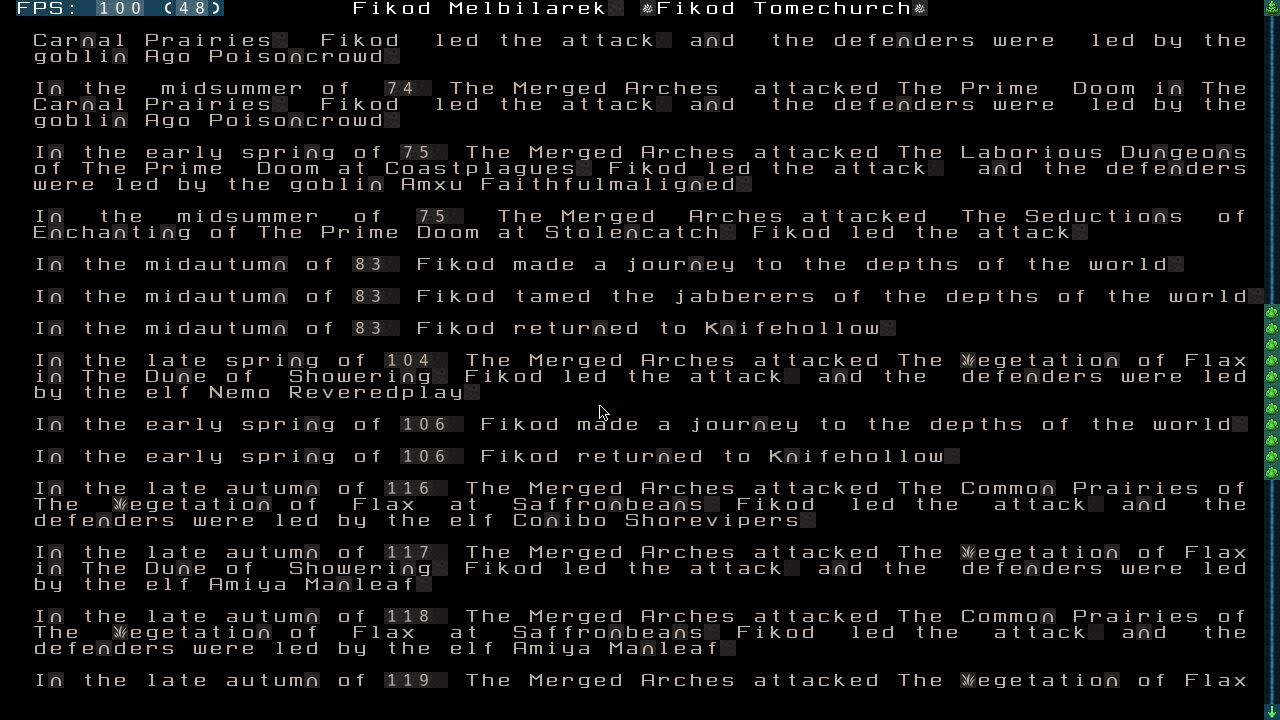 FPS: 100 (48) Fikod Melbilarek  Fikod Tomechurch
Carnal Prairies Fikod led the attack and the defenders were led by the
goblin Ago Poisoncrowd
In the midsummer of 74 The Merged Arches attacked The Prime Doom in The
Carnal Prairies Fikod led the attack and the defenders were led by the
goblin Ago Poisoncrowd
In the early spring of 75 The Merged Arches attacked The Laborious Dungeons
of The Prime Doom at Coastplagues Fikod led the attack and the defenders
were led by the goblin Amxu Faithfulmaligned
In the midsummer of 75 The Merged Arches attacked The Seductions of
Enchanting of The Prime Doom at Stolencatch Fikod led the attack
In the midautumn of 83 Fikod made a journey to the depths of the world
In the midautumn of 83 Fikod tamed the jabberers of the depths of the world
In the midautumn of 83 Fikod returned to Knifehollow
In the late spring of 104 The Merged Arches attacked The Vegetation of Flax
in The Dune of Showering Fikod led the attack and the defenders were led
by the elf Nemo Reveredplay
In the early spring of 106 Fikod made a journey to the depths of the world
In the early spring of 106 Fikod returned to Knifehollow
In the late autumn of 116 The Merged Arches attacked The Common Prairies of
The Vegetation of Flax at Saffronbeans Fikod led the attack and the
defenders were led by the elf Conibo Shorevipers
In the late autumn of 117 The Merged Arches attacked The Vegetation of Flax
in The Dune of Showering Fikod led the attack and the defenders were led
by the elf Amiya Manleaf
In the late autumn of 118 The Merged Arches attacked The Common Prairies of
The Vegetation of Flax at Saffronbeans Fikod led the attack and the
defenders were led by the elf Amiya Manleaf
In the late autumn of 119 The Merged Arches attacked The Vegetation of Flax